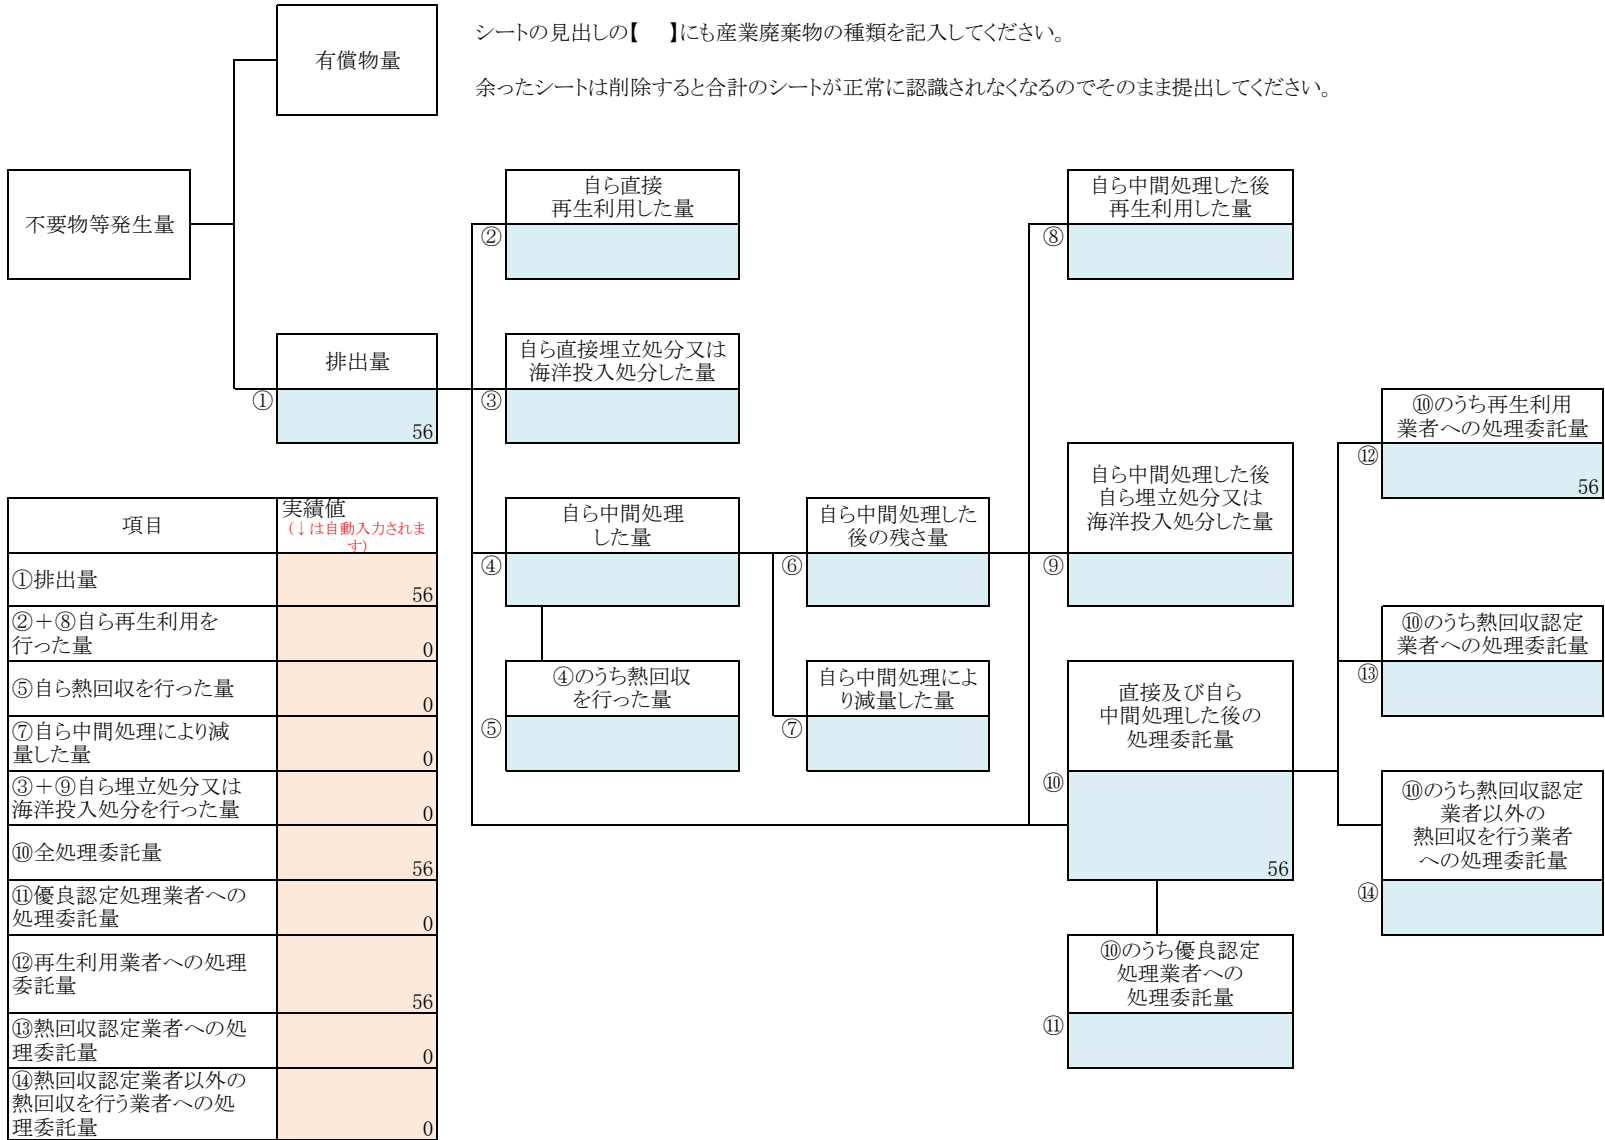 シートの見出しの【　】にも産業廃棄物の種類を記入してください。
余ったシートは削除すると合計のシートが正常に認識されなくなるのでそのまま提出してください。
有償物量
不要物等発生量
自ら直接
再生利用した量
②
自ら中間処理した後
再生利用した量
⑧
排出量
①
56
自ら直接埋立処分又は
海洋投入処分した量
③
⑩のうち再生利用
業者への処理委託量
⑫
56
自ら中間処理
した量
④
自ら中間処理した
後の残さ量
⑥
自ら中間処理した後
自ら埋立処分又は
海洋投入処分した量
⑨
⑩のうち熱回収認定
業者への処理委託量
⑬
④のうち熱回収
を行った量
⑤
自ら中間処理によ
り減量した量
⑦
直接及び自ら
中間処理した後の
処理委託量
⑩
56
⑩のうち熱回収認定
業者以外の
熱回収を行う業者
への処理委託量
⑭
⑩のうち優良認定
処理業者への
処理委託量
⑪
項目
実績値
(↓は自動入力されま
す)
①排出量
56
②＋⑧自ら再生利用を
行った量
0
⑤自ら熱回収を行った量
0
⑦自ら中間処理により減
量した量
0
③＋⑨自ら埋立処分又は
海洋投入処分を行った量
0
⑩全処理委託量
56
⑪優良認定処理業者への
処理委託量
0
⑫再生利用業者への処理
委託量
56
⑬熱回収認定業者への処
理委託量
0
⑭熱回収認定業者以外の
熱回収を行う業者への処
理委託量
0